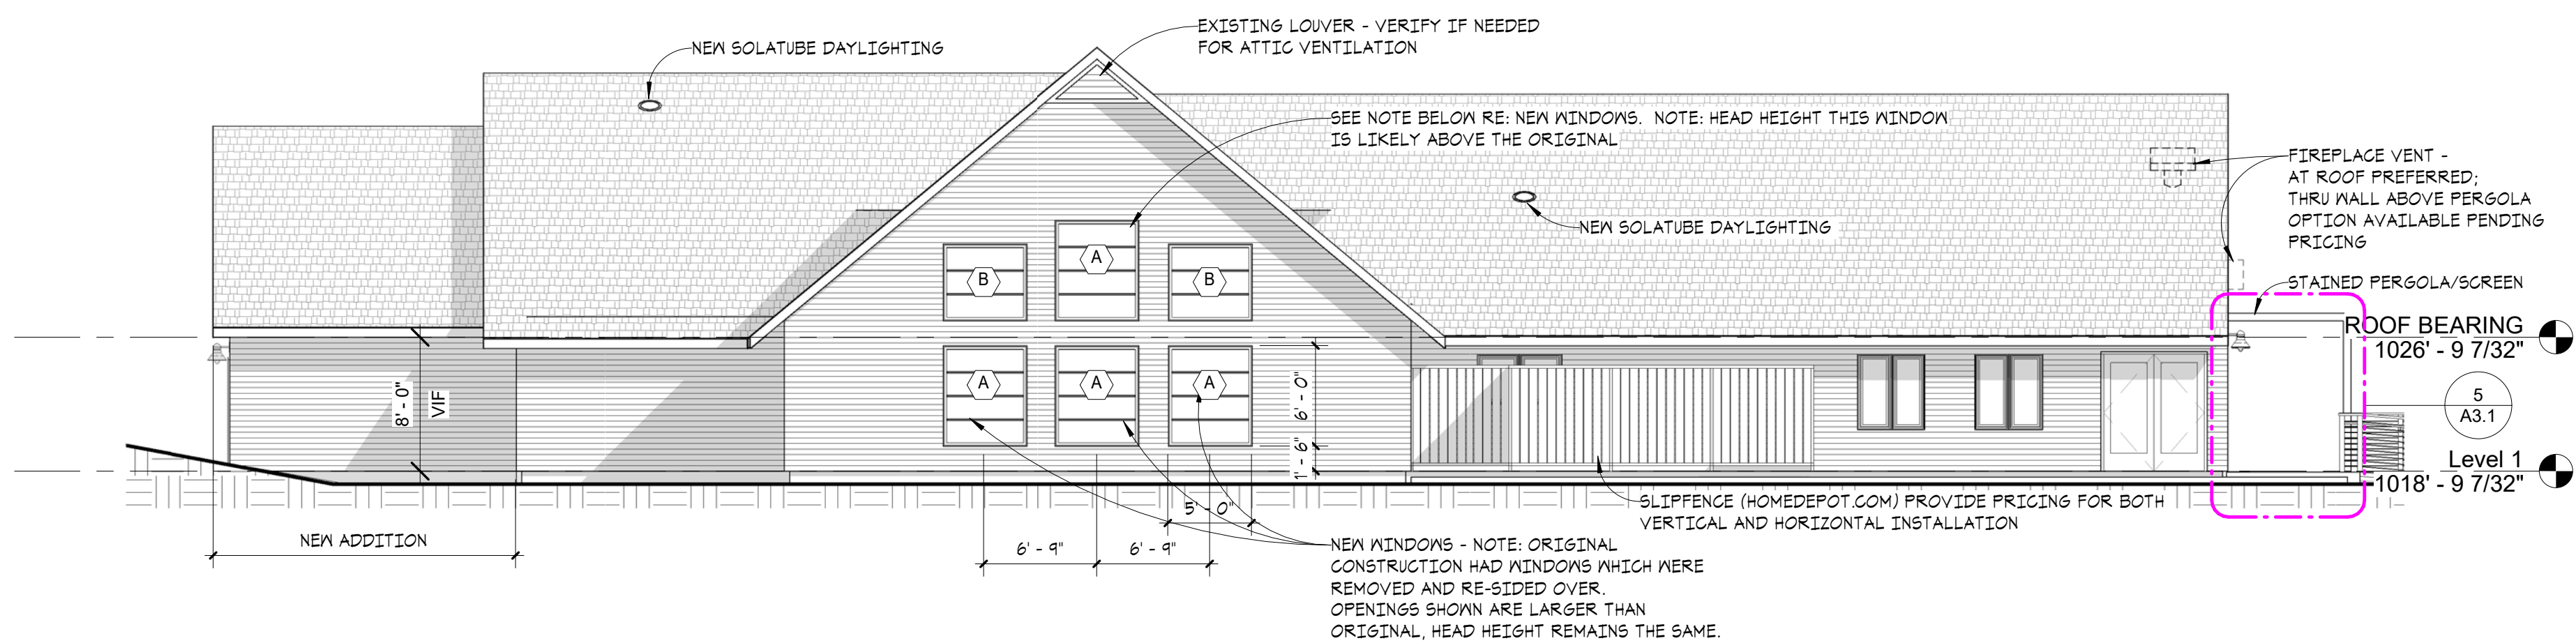 EXISTING LOUVER - VERIFY IF NEEDED
FOR ATTIC VENTILATION
NEW SOLATUBE DAYLIGHTING
SEE NOTE BELOW RE: NEW WINDOWS.  NOTE: HEAD HEIGHT THIS WINDOW
IS LIKELY ABOVE THE ORIGINAL
FIREPLACE VENT -
AT ROOF PREFERRED;
THRU WALL ABOVE PERGOLA
OPTION AVAILABLE PENDING
PRICING
NEW SOLATUBE DAYLIGHTING
B
A
B
STAINED PERGOLA/SCREEN
ROOF BEARING
1026' - 9 7/32"
8' - 0"
VIF
A
A
A
6' - 0"
1' - 6"
5
A3.1
Level 1
1018' - 9 7/32"
SLIPFENCE (HOMEDEPOT.COM) PROVIDE PRICING FOR BOTH
VERTICAL AND HORIZONTAL INSTALLATION
5' - 0"
NEW ADDITION
6' - 9"
6' - 9"
NEW WINDOWS - NOTE: ORIGINAL
CONSTRUCTION HAD WINDOWS WHICH WERE
REMOVED AND RE-SIDED OVER.
OPENINGS SHOWN ARE LARGER THAN
ORIGINAL, HEAD HEIGHT REMAINS THE SAME.